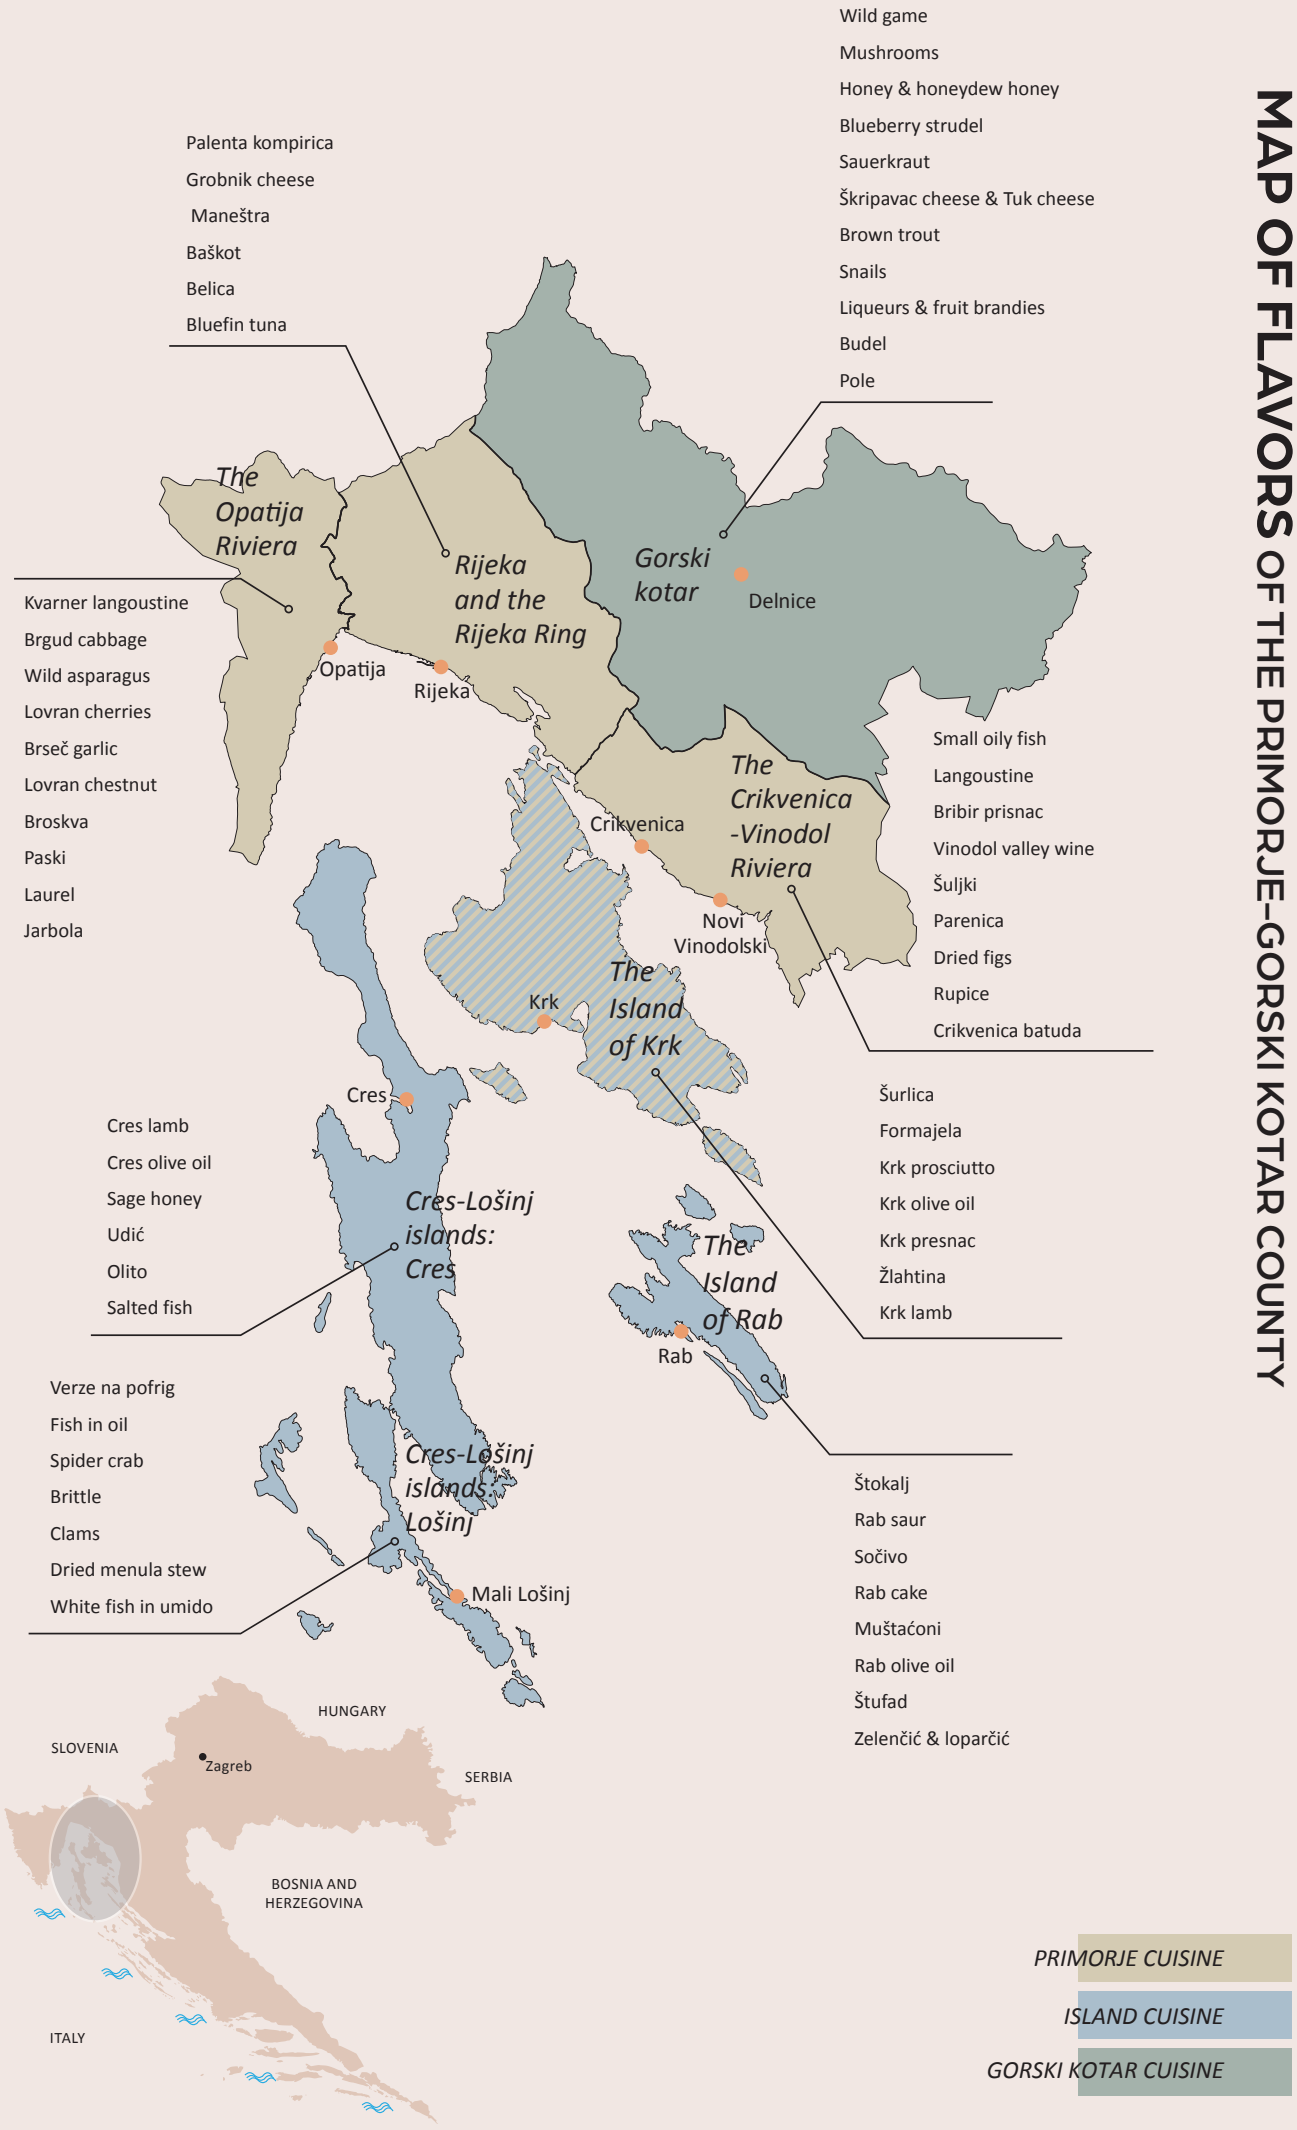 MAP OF FLAVORS OF THE PRIMORJE–GORSKI KOTAR COUNTY
Wild game
Mushrooms
Honey & honeydew honey
Blueberry strudel
Sauerkraut
Škripavac cheese & Tuk cheese
Brown trout
Snails
Liqueurs & fruit brandies
Budel
Pole
Palenta kompirica
Grobnik cheese
Maneštra
Baškot
Belica
Bluefin tuna
The
Opatija
Riviera
Rijeka
and the
Rijeka Ring
Gorski
kotar
Delnice
Opatija
Rijeka
Kvarner langoustine
Brgud cabbage
Wild asparagus
Lovran cherries
Brseč garlic
Lovran chestnut
Broskva
Paski
Laurel
Jarbola
The
Crikvenica
-Vinodol
Riviera
Crikvenica
Novi
Vinodolski
Small oily fish
Langoustine
Bribir prisnac
Vinodol valley wine
Šuljki
Parenica
Dried figs
Rupice
Crikvenica batuda
The
Island
of Krk
Krk
Šurlica
Formajela
Krk prosciutto
Krk olive oil
Krk presnac
Žlahtina
Krk lamb
Cres
Cres lamb
Cres olive oil
Sage honey
Udić
Olito
Salted fish
Cres-Lošinj
islands:
Cres
The
Island
of Rab
Rab
Verze na pofrig
Fish in oil
Spider crab
Brittle
Clams
Dried menula stew
White fish in umido
Cres-Lošinj
islands:
Lošinj
Mali Lošinj
Štokalj
Rab saur
Sočivo
Rab cake
Muštaćoni
Rab olive oil
Štufad
Zelenčić & loparčić
HUNGARY
SLOVENIA
Zagreb
SERBIA
BOSNIA AND
HERZEGOVINA
ITALY
PRIMORJE CUISINE
ISLAND CUISINE
GORSKI KOTAR CUISINE